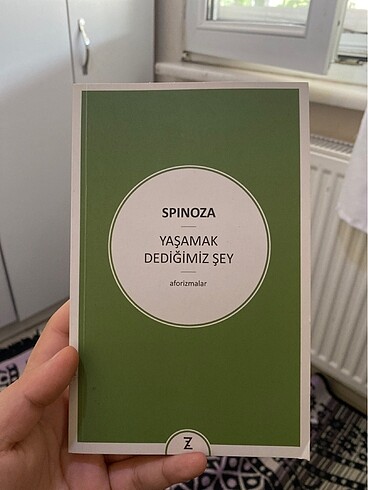 SPINOZA
YAŞAMAK
DEDİĞİMİZ ŞEY
aforizmalar
Z